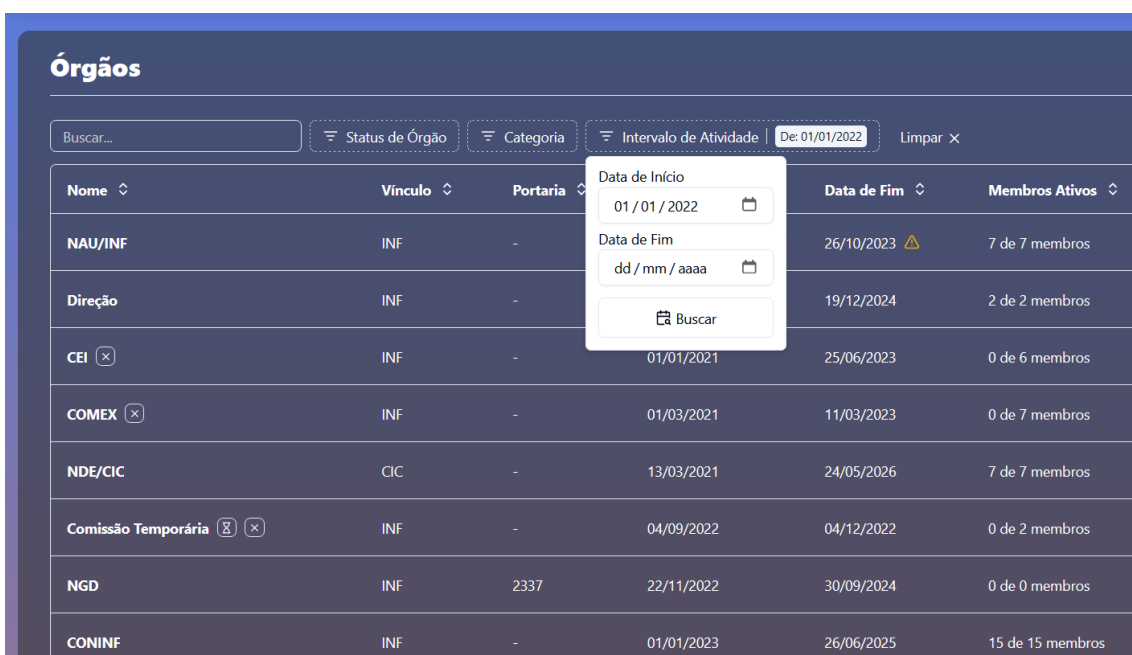 Órgãos
Buscar... Status de Órgão Categoria Intervalo de Atividade De: 01/01/2022 Limpar
Nome Vínculo Portaria Data de Fim Membros Ativos
Data de Início
01/01/2022
Data de Fim
dd/mm/aaaa
Buscar
NAU/INF INF - 26/10/2023 7 de 7 membros
Direção INF - 19/12/2024 2 de 2 membros
CEI INF - 01/01/2021 25/06/2023 0 de 6 membros
COMEX INF - 01/03/2021 11/03/2023 0 de 7 membros
NDE/CIC CIC - 13/03/2021 24/05/2026 7 de 7 membros
Comissão Temporária INF - 04/09/2022 04/12/2022 0 de 2 membros
NGD INF 2337 22/11/2022 30/09/2024 0 de 0 membros
CONINF INF - 01/01/2023 26/06/2025 15 de 15 membros